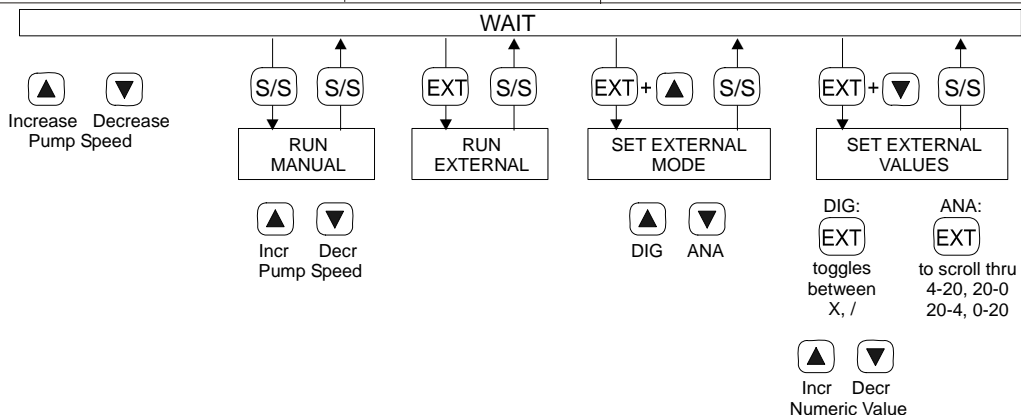 WAIT
S/S S/S EXT S/S EXT + S/S EXT + S/S
Increase Decrease
Pump Speed
RUN
MANUAL
RUN
EXTERNAL
SET EXTERNAL
MODE
SET EXTERNAL
VALUES
Incr Decr
Pump Speed
DIG ANA
DIG:
EXT
toggles
between
X, /
ANA:
EXT
to scroll thru
4-20, 20-0
20-4, 0-20
Incr Decr
Numeric Value